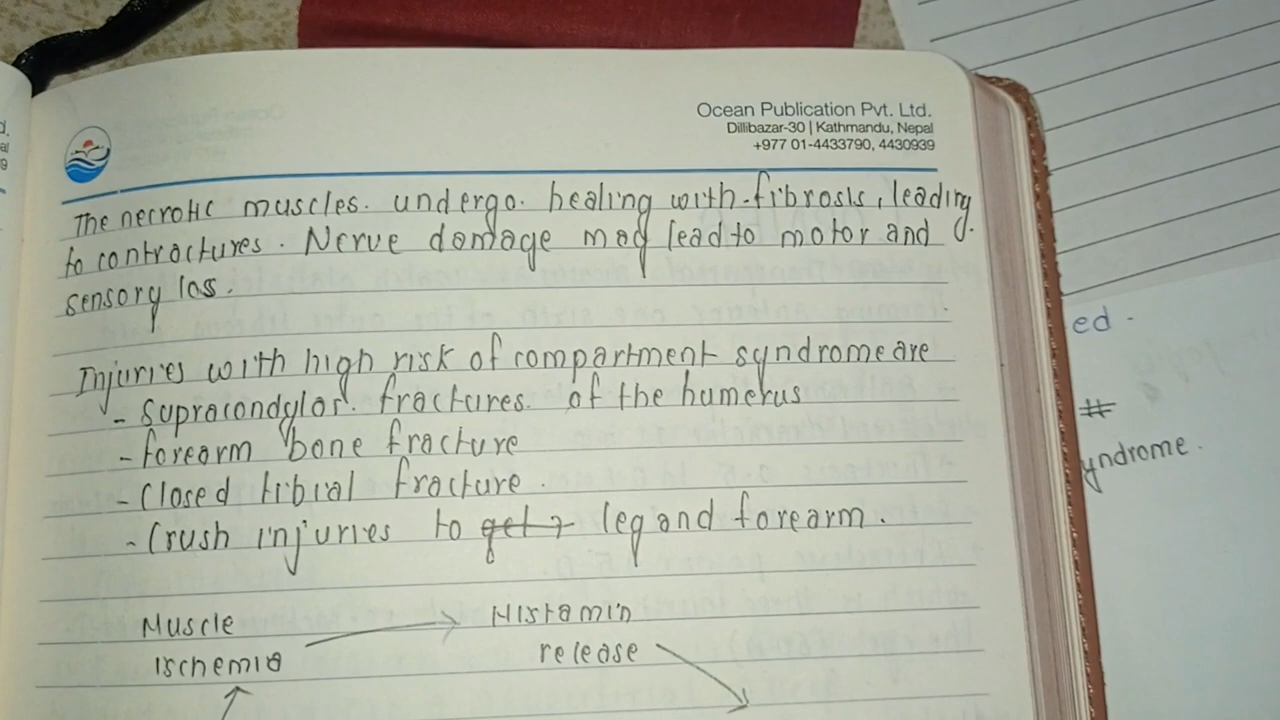 Ocean Publication Pvt. Ltd.
Dillibazar-30 | Kathmandu, Nepal
+977 01-4433790, 4430939
The necrotic muscles. undergo. healing with fibrosis, leading
to contractures. Nerve damage may lead to motor and
sensory los.
Injuries with high risk of compartment syndrome are
- Supracondylar. fractures. of the humerus
- forearm bone fracture
- Closed tibial fracture.
- Crush injuries to leg and forearm.
Muscle
ischemia
Histamin
release
ed.
#
yndrome.